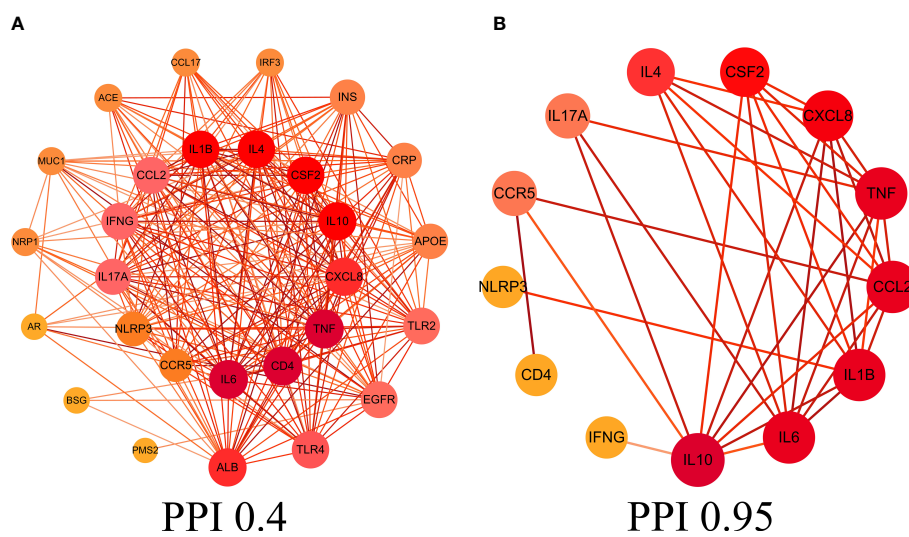 A
B
CCL17
IRF3
ACE
INS
IL1B
IL4
MUC1
CCL2
CSF2
CRP
IFNG
IL10
NRP1
APOE
IL17A
CXCL8
AR
NLRP3
TNF
TLR2
CCR5
IL6
CD4
BSG
EGFR
PMS2
ALB
TLR4
PPI 0.4
IL4
CSF2
IL17A
CXCL8
CCR5
TNF
NLRP3
CCL2
CD4
IL1B
IFNG
IL6
IL10
PPI 0.95